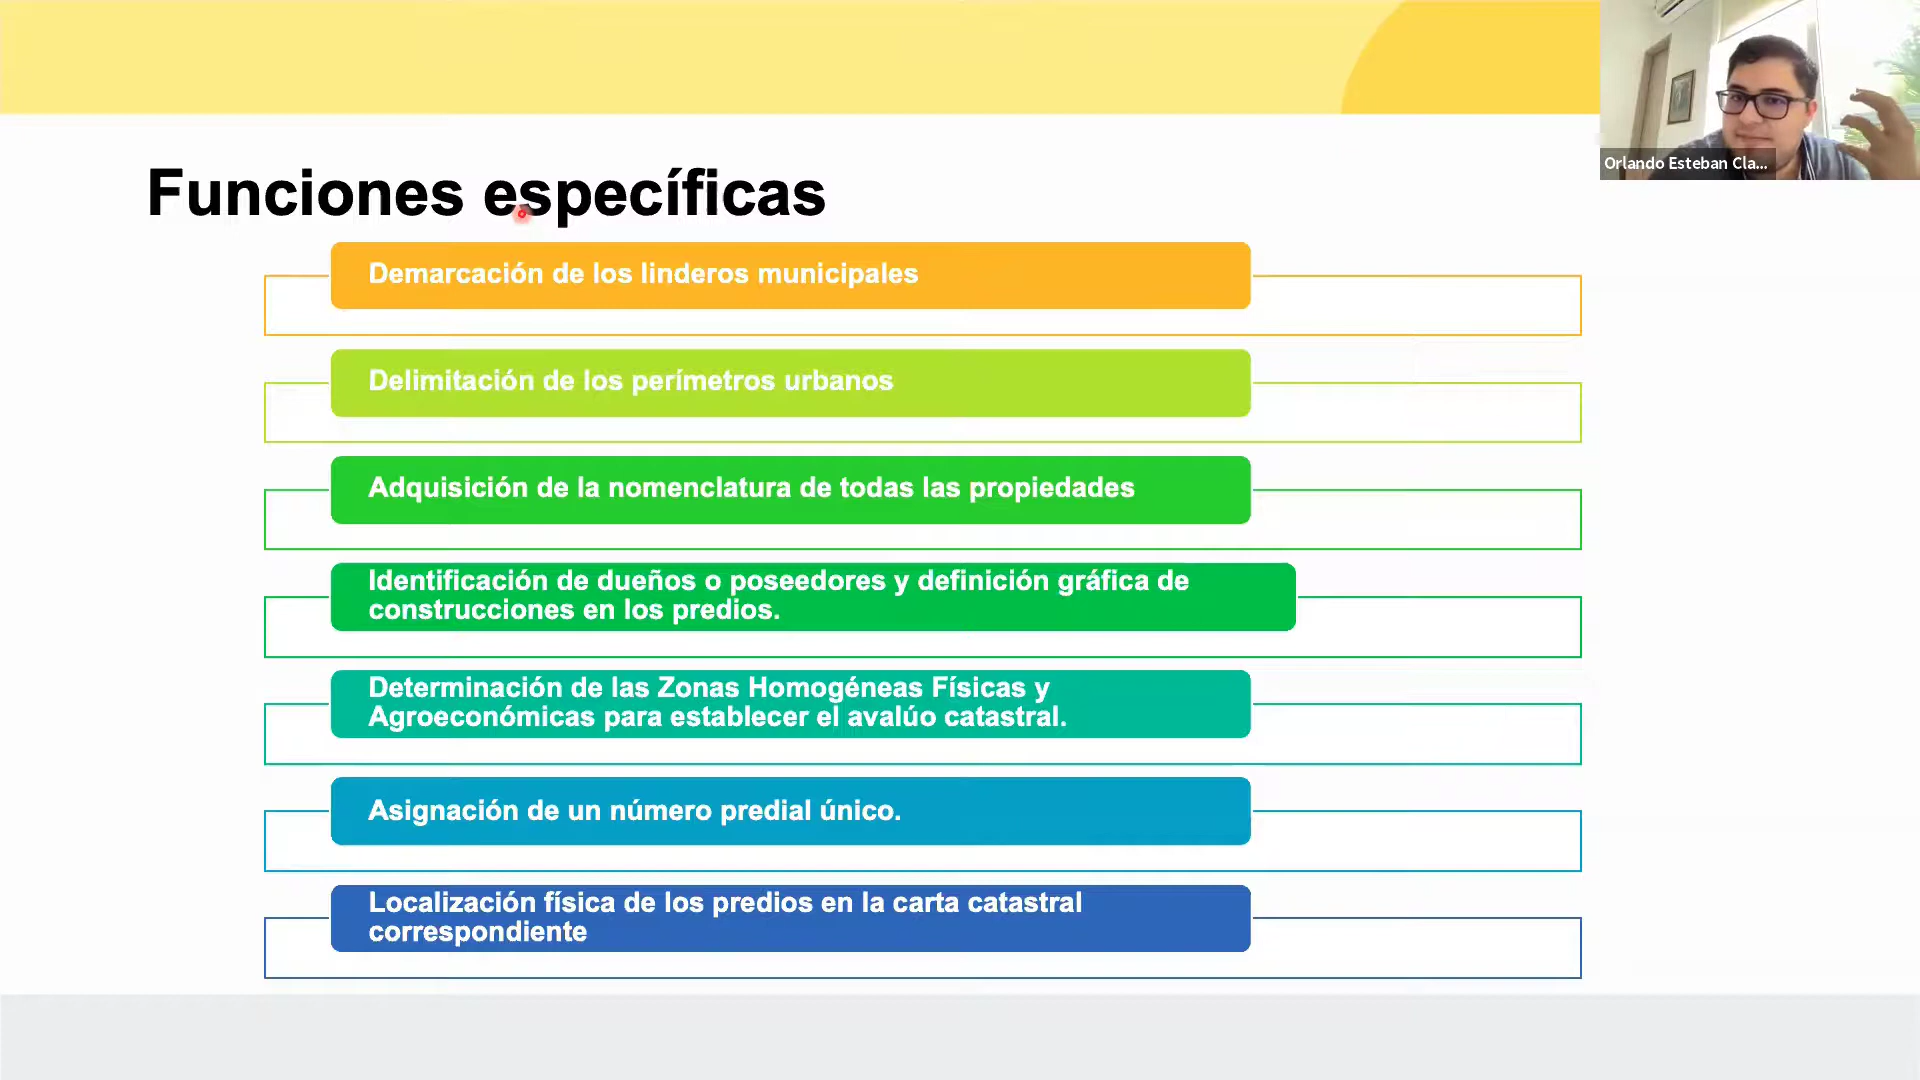 Funciones específicas
Orlando Esteban Cla...
Demarcación de los linderos municipales
Delimitación de los perímetros urbanos
Adquisición de la nomenclatura de todas las propiedades
Identificación de dueños o poseedores y definición gráfica de
construcciones en los predios.
Determinación de las Zonas Homogéneas Físicas y
Agroeconómicas para establecer el avalúo catastral.
Asignación de un número predial único.
Localización física de los predios en la carta catastral
correspondiente